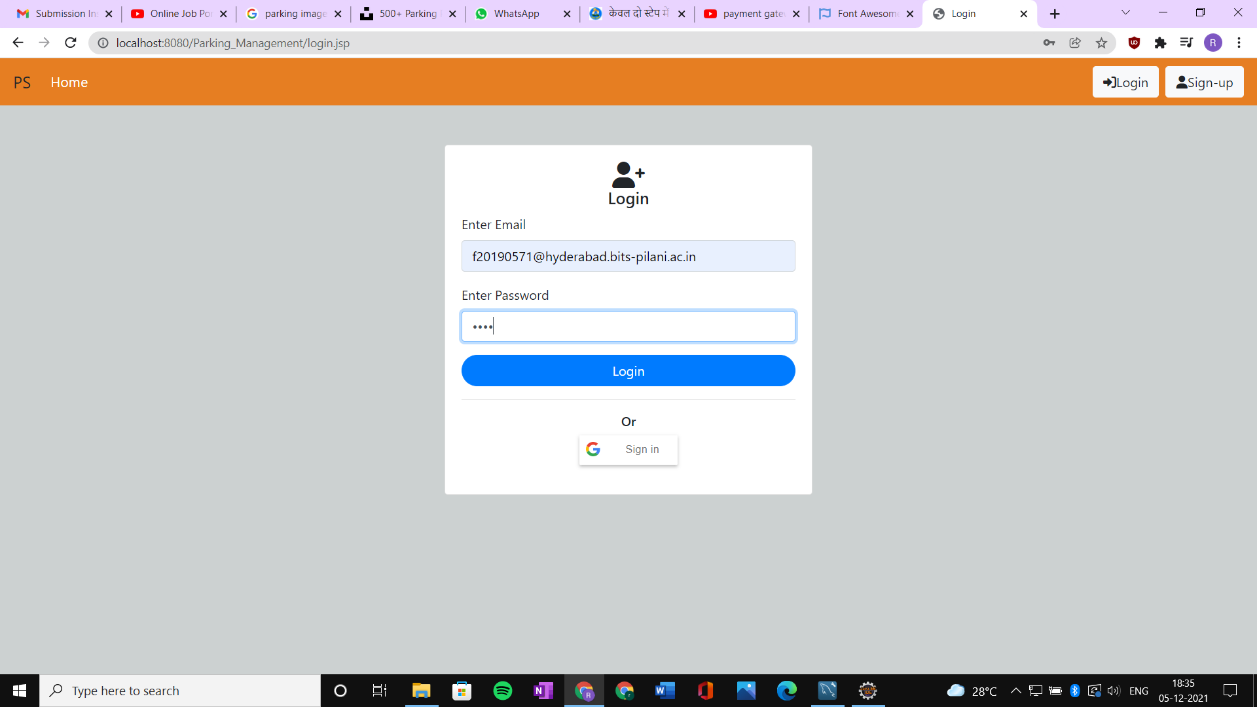 Submission In
Online Job Po
parking image
500+ Parking
WhatsApp
केवल दो स्टेप में
payment gate
Font Awesom
Login
localhost:8080/Parking_Management/login.jsp
R
PS
Home
Login
Sign-up
Login
Enter Email
f20190571@hyderabad.bits-pilani.ac.in
Enter Password
••••
Login
Or
Sign in
Type here to search
28°C
ENG
18:35
05-12-2021